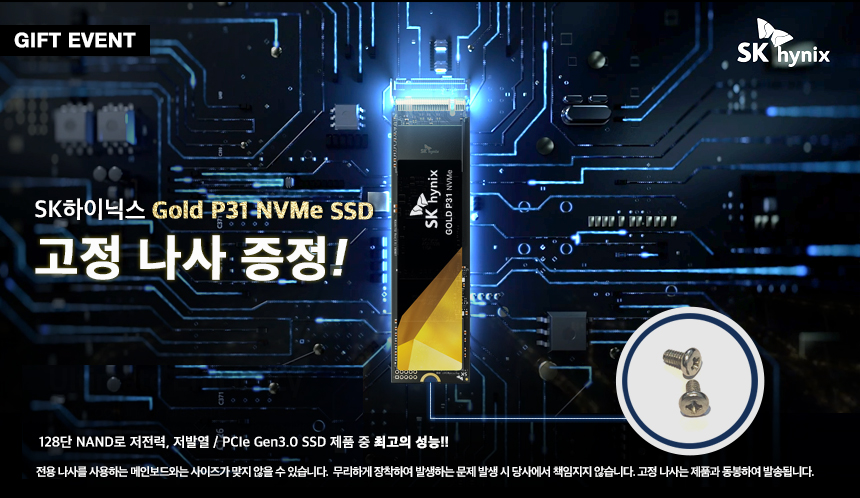 GIFT EVENT
SK hynix
SK hynix
SK hynix
GOLD P31 NVMe
SK하이닉스 Gold P31 NVMe SSD
고정 나사 증정!
128단 NAND로 저전력, 저발열 / PCIe Gen3.0 SSD 제품 중 최고의 성능!!
전용 나사를 사용하는 메인보드와는 사이즈가 맞지 않을 수 있습니다. 무리하게 장착하여 발생하는 문제 발생 시 당사에서 책임지지 않습니다. 고정 나사는 제품과 동봉하여 발송됩니다.